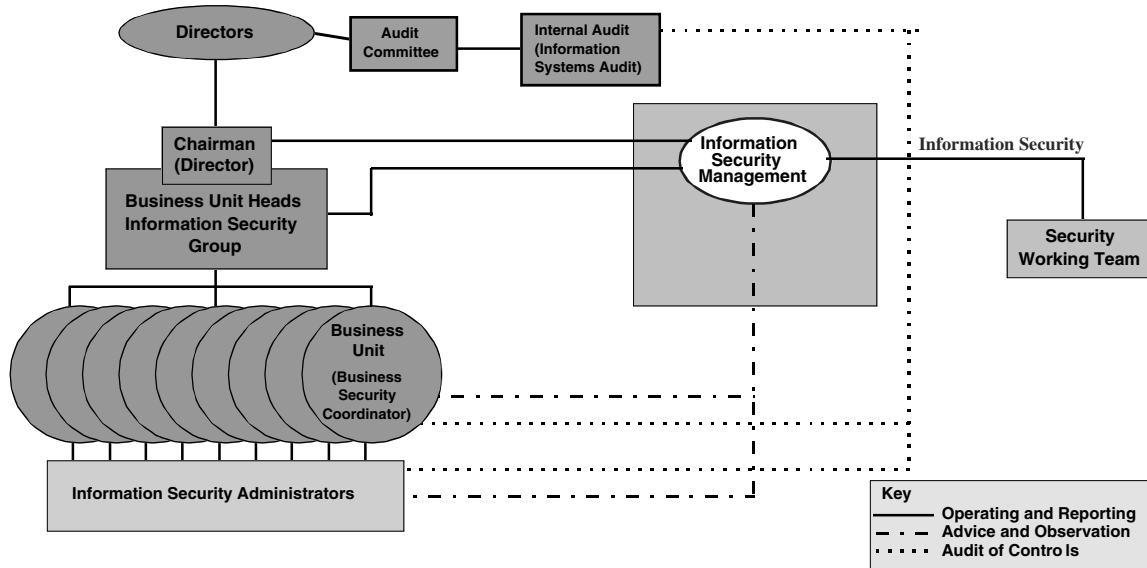 Directors
Audit
Committee
Internal Audit
(Information
Systems Audit)
Chairman
(Director)
Business Unit Heads
Information Security
Group
Information
Security
Management
Information Security
Security
Working Team
Business
Unit
(Business
Security
Coordinator)
Information Security Administrators
Key
Operating and Reporting
Advice and Observation
Audit of Contro ls